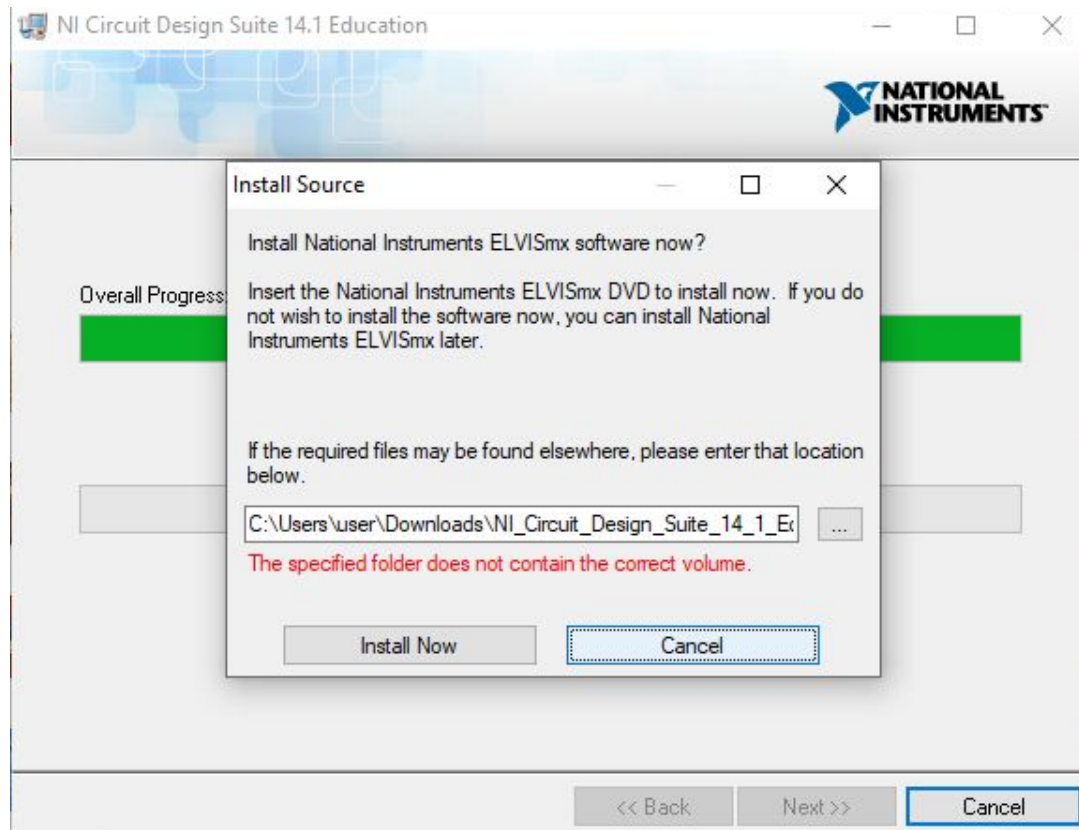 NI Circuit Design Suite 14.1 Education
NATIONAL
INSTRUMENTS™
Install Source
Install National Instruments ELVISmx software now?
Overall Progress:
Insert the National Instruments ELVISmx DVD to install now. If you do
not wish to install the software now, you can install National
Instruments ELVISmx later.
If the required files may be found elsewhere, please enter that location
below.
C:\Users\user\Downloads\NI_Circuit_Design_Suite_14_1_Ec
...
The specified folder does not contain the correct volume.
Install Now
Cancel
<< Back
Next >>
Cancel